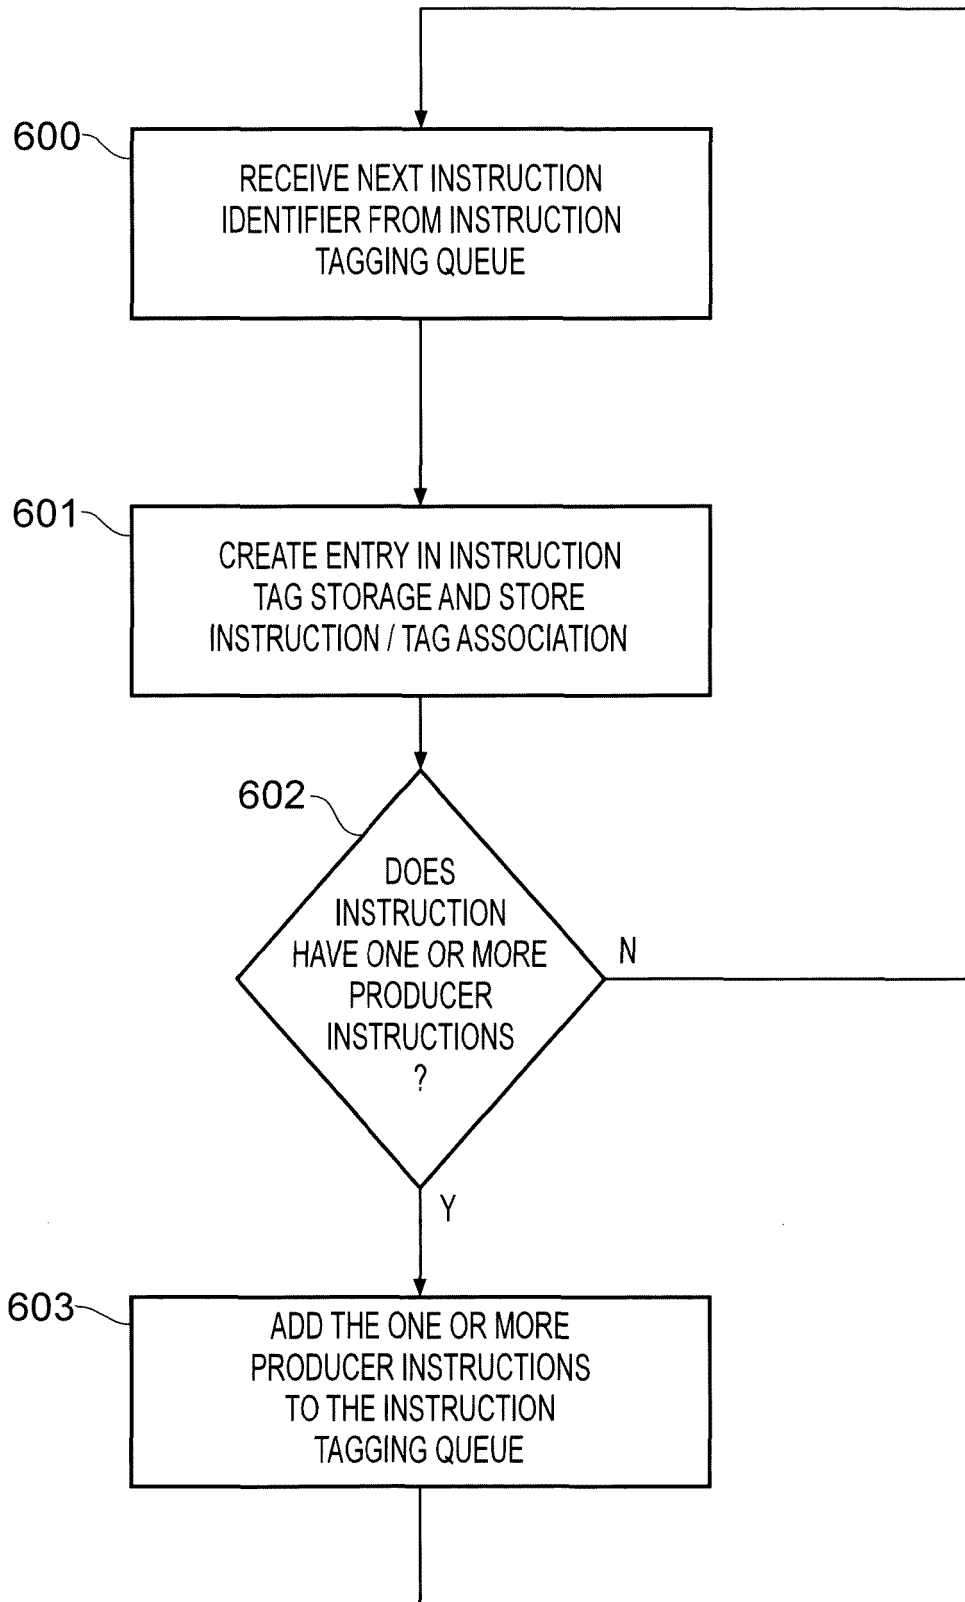 600
RECEIVE NEXT INSTRUCTION
IDENTIFIER FROM INSTRUCTION
TAGGING QUEUE
601
CREATE ENTRY IN INSTRUCTION
TAG STORAGE AND STORE
INSTRUCTION / TAG ASSOCIATION
602
DOES
INSTRUCTION
HAVE ONE OR MORE
PRODUCER
INSTRUCTIONS
?
N
Y
603
ADD THE ONE OR MORE
PRODUCER INSTRUCTIONS
TO THE INSTRUCTION
TAGGING QUEUE